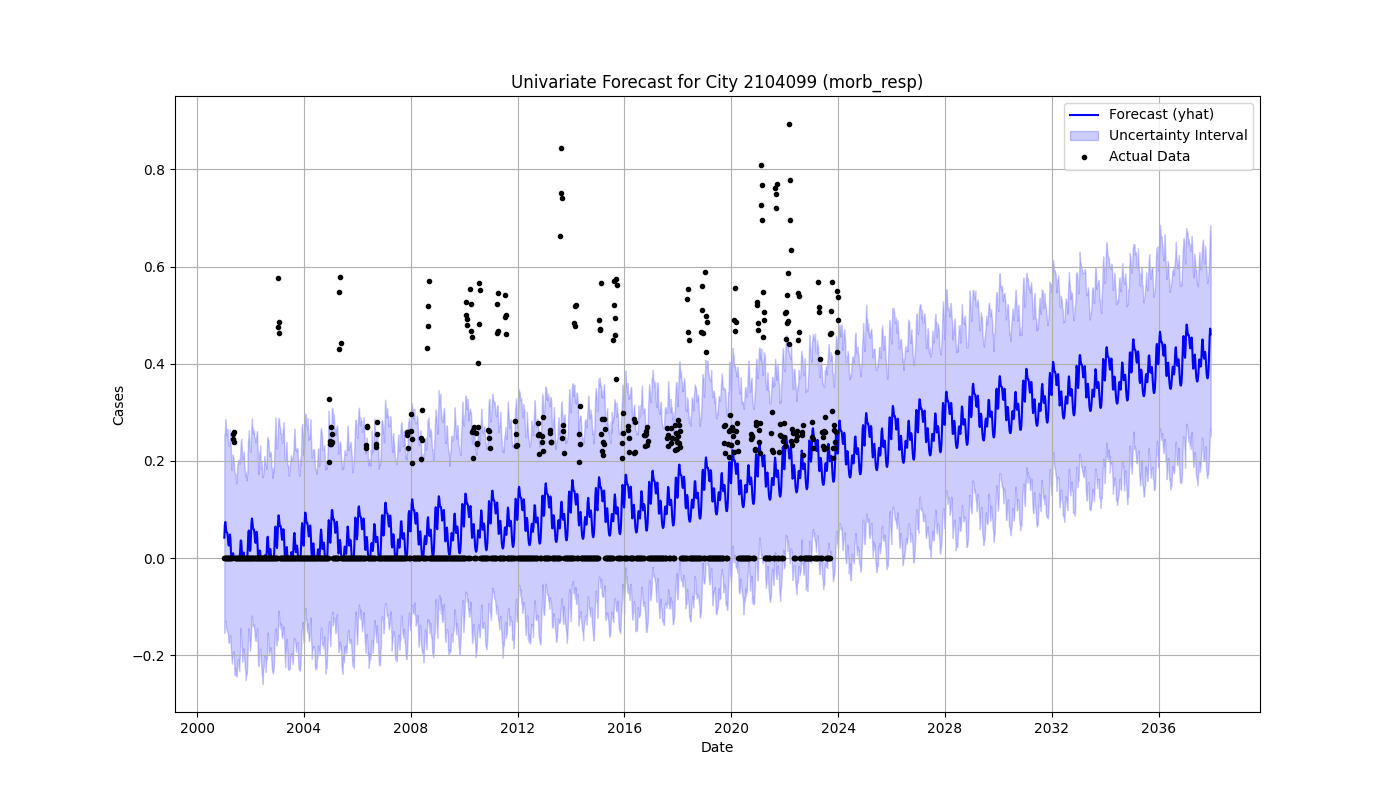 Univariate Forecast for City 2104099 (morb_resp)
Forecast (yhat)
Uncertainty Interval
Actual Data
Cases
0.8
0.6
0.4
0.2
0.0
−0.2
2000 2004 2008 2012 2016 2020 2024 2028 2032 2036
Date